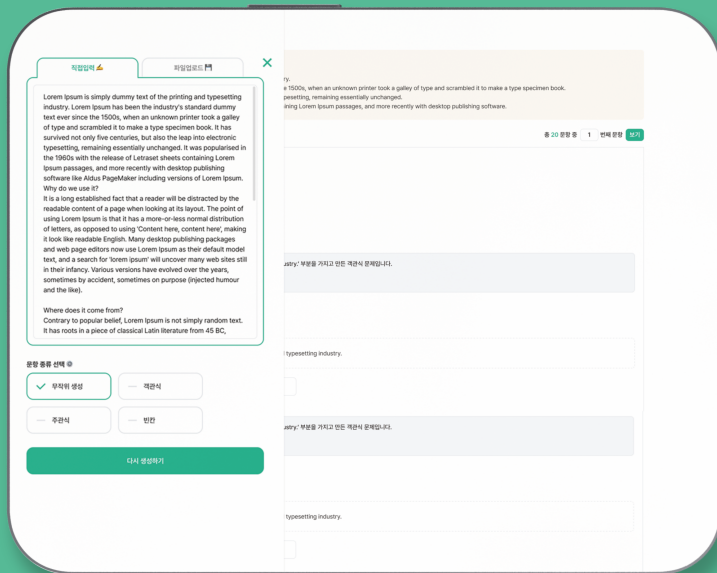 직접입력 ✍
파일업로드 💾
Lorem Ipsum is simply dummy text of the printing and typesetting
industry. Lorem Ipsum has been the industry's standard dummy
text ever since the 1500s, when an unknown printer took a galley
of type and scrambled it to make a type specimen book. It has
survived not only five centuries, but also the leap into electronic
typesetting, remaining essentially unchanged. It was popularised in
the 1960s with the release of Letraset sheets containing Lorem
Ipsum passages, and more recently with desktop publishing
software like Aldus PageMaker including versions of Lorem Ipsum.
Why do we use it?
It is a long established fact that a reader will be distracted by the
readable content of a page when looking at its layout. The point of
using Lorem Ipsum is that it has a more-or-less normal distribution
of letters, as opposed to using 'Content here, content here', making
it look like readable English. Many desktop publishing packages
and web page editors now use Lorem Ipsum as their default model
text, and a search for 'lorem ipsum' will uncover many web sites still
in their infancy. Various versions have evolved over the years,
sometimes by accident, sometimes on purpose (injected humour
and the like).
Where does it come from?
Contrary to popular belief, Lorem Ipsum is not simply random text.
It has roots in a piece of classical Latin literature from 45 BC,
문항 종류 선택
무작위 생성
객관식
주관식
빈칸
다시 생성하기
ry.
e 1500s, when an unknown printer took a galley of type and scrambled it to make a type specimen book.
pesetting, remaining essentially unchanged.
ining Lorem Ipsum passages, and more recently with desktop publishing software.
총 20 문항 중 1 번째 문항 보기
ustry.' 부분을 가지고 만든 객관식 문제입니다.
typesetting industry.
ustry.' 부분을 가지고 만든 객관식 문제입니다.
typesetting industry.